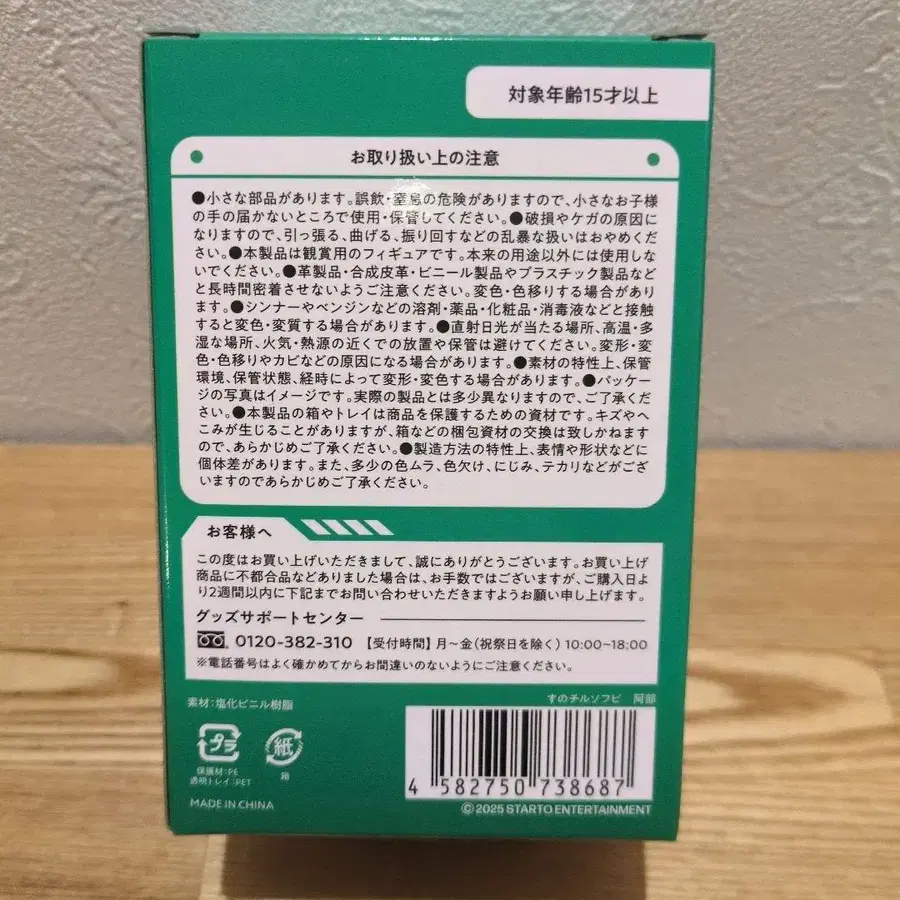 対象年齢15才以上
お取り扱い上の注意
●小さな部品があります。誤飲・窒息の危険がありますので、小さなお子様
の手の届かないところで使用・保管してください。●破損やケガの原因に
なりますので、引っ張る、曲げる、振り回すなどの乱暴な扱いはおやめくだ
さい。●本製品は観賞用のフィギュアです。本来の用途以外には使用しな
いでください。●革製品・合成皮革・ビニール製品やプラスチック製品など
と長時間密着させないようご注意ください。変色・色移りする場合があり
ます。●シンナーやベンジンなどの溶剤・薬品・化粧品・消毒液などと接触
すると変色・変質する場合があります。●直射日光が当たる場所、高温・多
湿な場所、火気・熱源の近くでの放置や保管は避けてください。変形・変
色・色移りやカビなどの原因になる場合があります。●素材の特性上、保管
環境、保管状態、経時によって変形・変色する場合があります。●パッケー
ジの写真はイメージです。実際の製品とは多少異なりますので、ご了承くだ
さい。●本製品の箱やトレイは商品を保護するための資材です。キズやへ
こみが生じることがありますが、箱などの梱包資材の交換は致しかねます
ので、あらかじめご了承ください。●製造方法の特性上、表情や形状などに
個体差があります。また、多少の色ムラ、色欠け、にじみ、テカリなどがござ
いますのであらかじめご了承ください。
お客様へ
この度はお買い上げいただきまして、誠にありがとうございます。お買い上げ
商品に不都合品などありました場合は、お手数ではございますが、ご購入日よ
り2週間以内に下記までお問い合わせいただきますようお願い申し上げます。
グッズサポートセンター
0120-382-310 【受付時間】月～金(祝祭日を除く)10:00~18:00
※電話番号はよく確かめてからお間違いのないようにご注意ください。
素材:塩化ビニル樹脂
すのチルソフビ 阿部
プラ
紙
保護材:PE
透明トレイ:PET
箱
4 582750 738687
MADE IN CHINA
©2025 STARTO ENTERTAINMENT